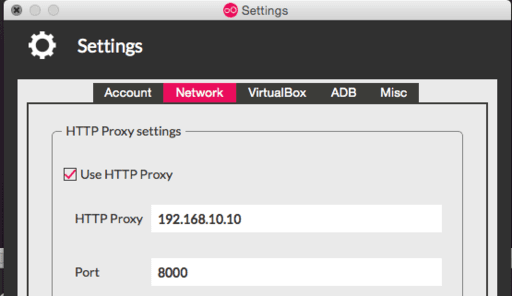 Settings
Settings
Account Network VirtualBox ADB Misc
HTTP Proxy settings
Use HTTP Proxy
HTTP Proxy 192.168.10.10
Port 8000